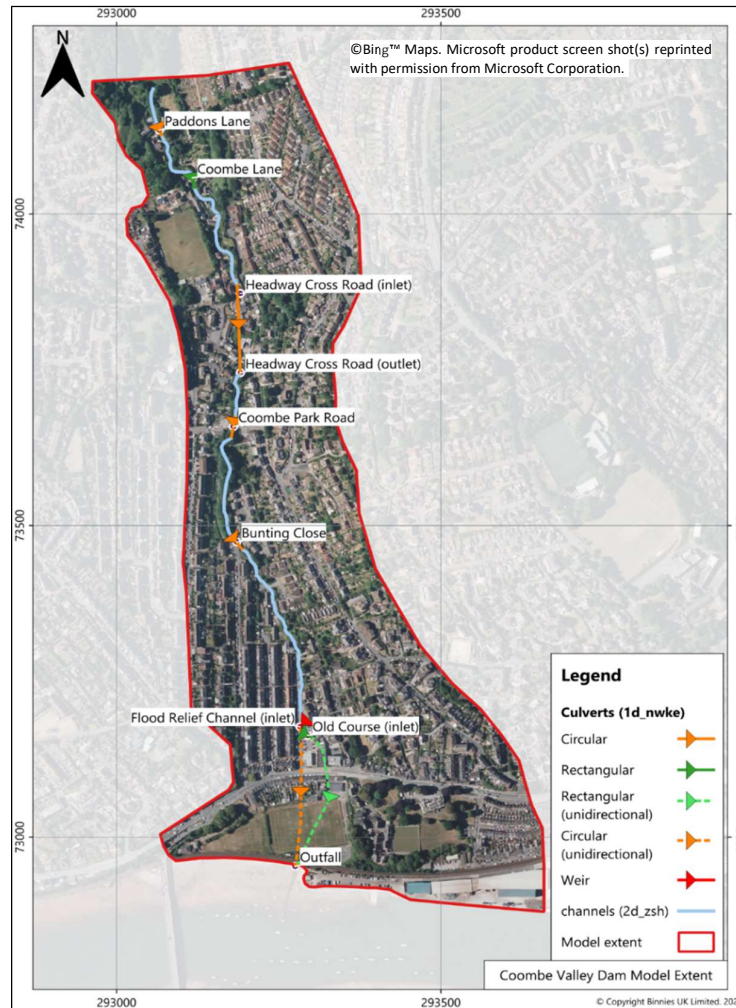 293000
293500
N
©Bing™ Maps. Microsoft product screen shot(s) reprinted
with permission from Microsoft Corporation.
Paddons Lane
Coombe Lane
74000
74000
Headway Cross Road (inlet)
Headway Cross Road (outlet)
Coombe Park Road
73500
73500
Bunting Close
Flood Relief Channel (inlet)
Old Course (inlet)
73000
Outfall
Legend
Culverts (1d_nwke)
Circular
Rectangular
Rectangular
(unidirectional)
Circular
(unidirectional)
Weir
channels (2d_zsh)
Model extent
Coombe Valley Dam Model Extent
293000
293500
© Copyright Binnies UK Limited.